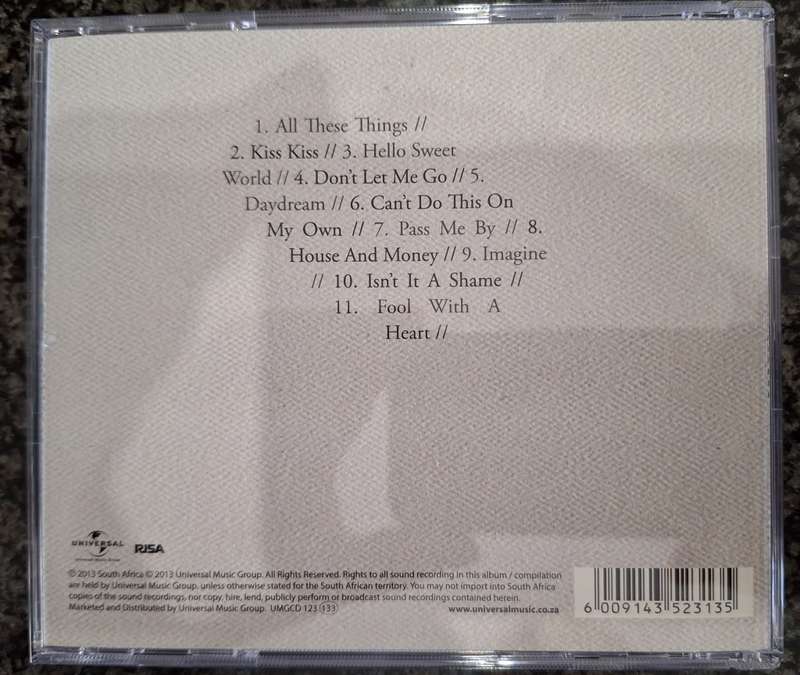 1. All These Things //
2. Kiss Kiss // 3. Hello Sweet
World // 4. Don't Let Me Go // 5.
Daydream // 6. Can't Do This On
My Own // 7. Pass Me By // 8.
House And Money // 9. Imagine
// 10. Isn't It A Shame //
11. Fool With A
Heart //
UNIVERSAL
RISA
℗ 2013 South Africa © 2013 Universal Music Group. All Rights Reserved. Rights to all sound recording in this album / compilation
are held by Universal Music Group, unless otherwise stated for the South African territory. You may not import into South Africa
copies of the sound recordings, nor copy, hire, lend, publicly perform or broadcast sound recordings contained herein.
Marketed and Distributed by Universal Music Group. UMGCD 123 (133)
www.universalmusic.co.za
6 009143 523135